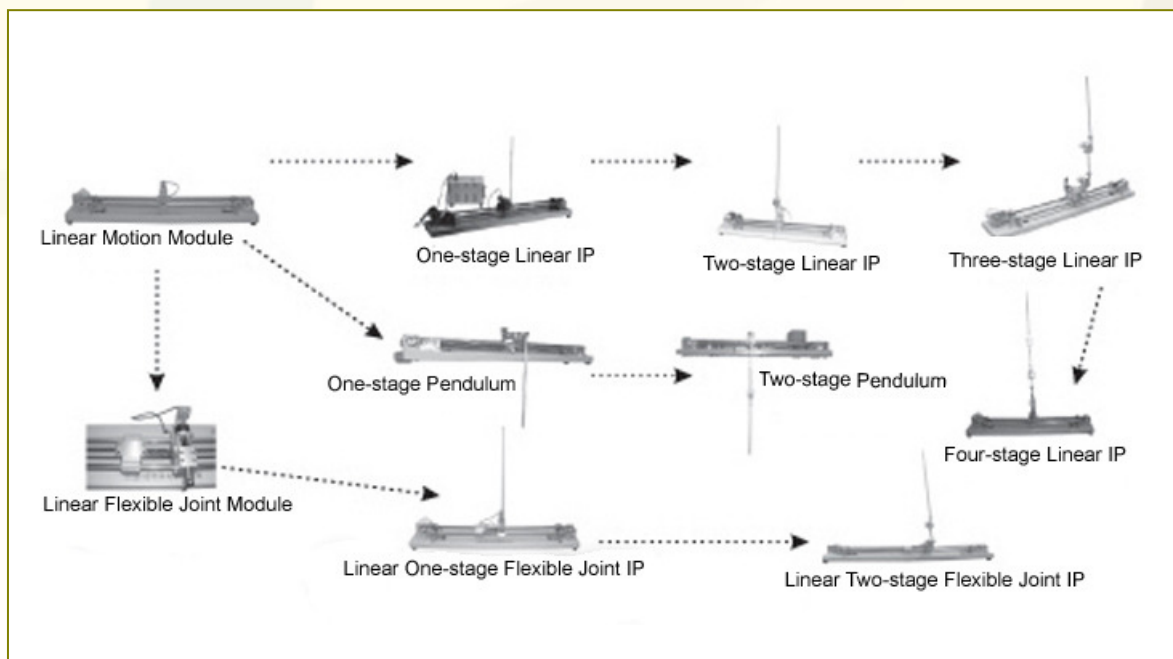 Linear Motion Module
One-stage Linear IP
Two-stage Linear IP
Three-stage Linear IP
One-stage Pendulum
Two-stage Pendulum
Four-stage Linear IP
Linear Flexible Joint Module
Linear One-stage Flexible Joint IP
Linear Two-stage Flexible Joint IP